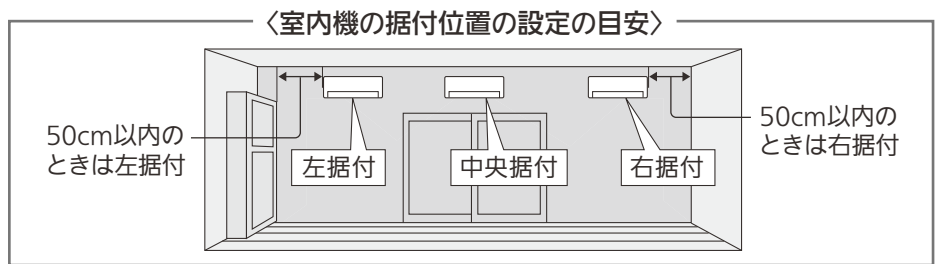 〈室内機の据付位置の設定の目安〉
50cm以内の
ときは左据付
左据付
中央据付
右据付
50cm以内の
ときは右据付